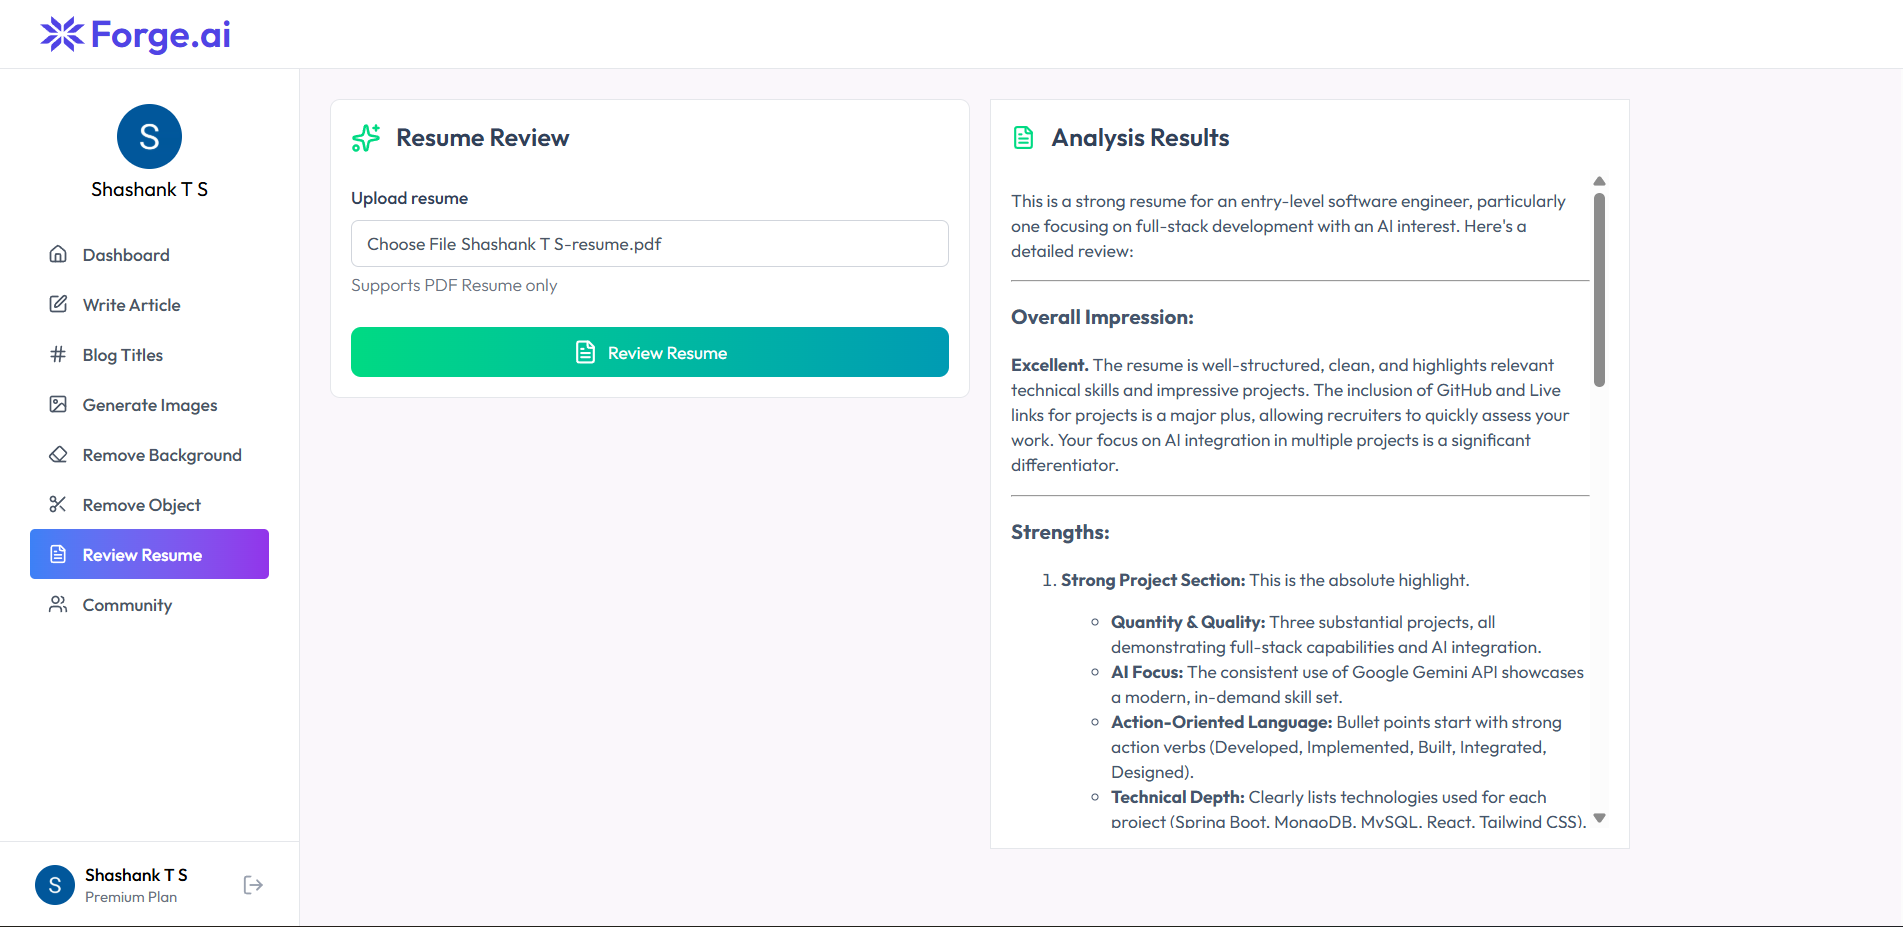 Forge.ai
S
Shashank T S
Dashboard
Write Article
Blog Titles
Generate Images
Remove Background
Remove Object
Review Resume
Community
S
Shashank T S
Premium Plan
Resume Review
Upload resume
Choose File Shashank T S-resume.pdf
Supports PDF Resume only
Review Resume
Analysis Results
This is a strong resume for an entry-level software engineer, particularly
one focusing on full-stack development with an AI interest. Here's a
detailed review:
Overall Impression:
Excellent. The resume is well-structured, clean, and highlights relevant
technical skills and impressive projects. The inclusion of GitHub and Live
links for projects is a major plus, allowing recruiters to quickly assess your
work. Your focus on AI integration in multiple projects is a significant
differentiator.
Strengths:
1. Strong Project Section: This is the absolute highlight.
Quantity & Quality: Three substantial projects, all
demonstrating full-stack capabilities and AI integration.
AI Focus: The consistent use of Google Gemini API showcases
a modern, in-demand skill set.
Action-Oriented Language: Bullet points start with strong
action verbs (Developed, Implemented, Built, Integrated,
Designed).
Technical Depth: Clearly lists technologies used for each
project (Spring Boot, MongoDB, MySQL, React, Tailwind CSS).